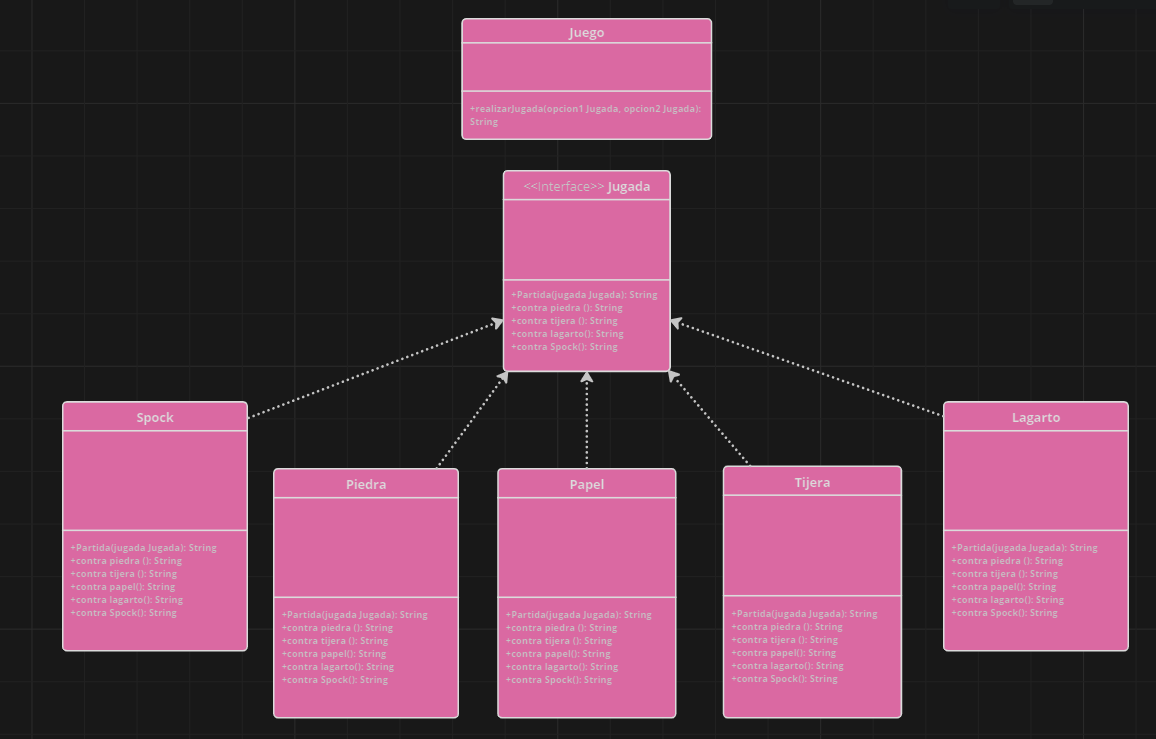 Juego
+realizarJugada(opcion1 Jugada, opcion2 Jugada):
String
<<Interface>> Jugada
+Partida(jugada Jugada): String
+contra piedra (): String
+contra tijera (): String
+contra lagarto(): String
+contra Spock(): String
Spock
+Partida(jugada Jugada): String
+contra piedra (): String
+contra tijera (): String
+contra papel(): String
+contra lagarto(): String
+contra Spock(): String
Piedra
+Partida(jugada Jugada): String
+contra piedra (): String
+contra tijera (): String
+contra papel(): String
+contra lagarto(): String
+contra Spock(): String
Papel
+Partida(jugada Jugada): String
+contra piedra (): String
+contra tijera (): String
+contra papel(): String
+contra lagarto(): String
+contra Spock(): String
Tijera
+Partida(jugada Jugada): String
+contra piedra (): String
+contra tijera (): String
+contra papel(): String
+contra lagarto(): String
+contra Spock(): String
Lagarto
+Partida(jugada Jugada): String
+contra piedra (): String
+contra tijera (): String
+contra papel(): String
+contra lagarto(): String
+contra Spock(): String